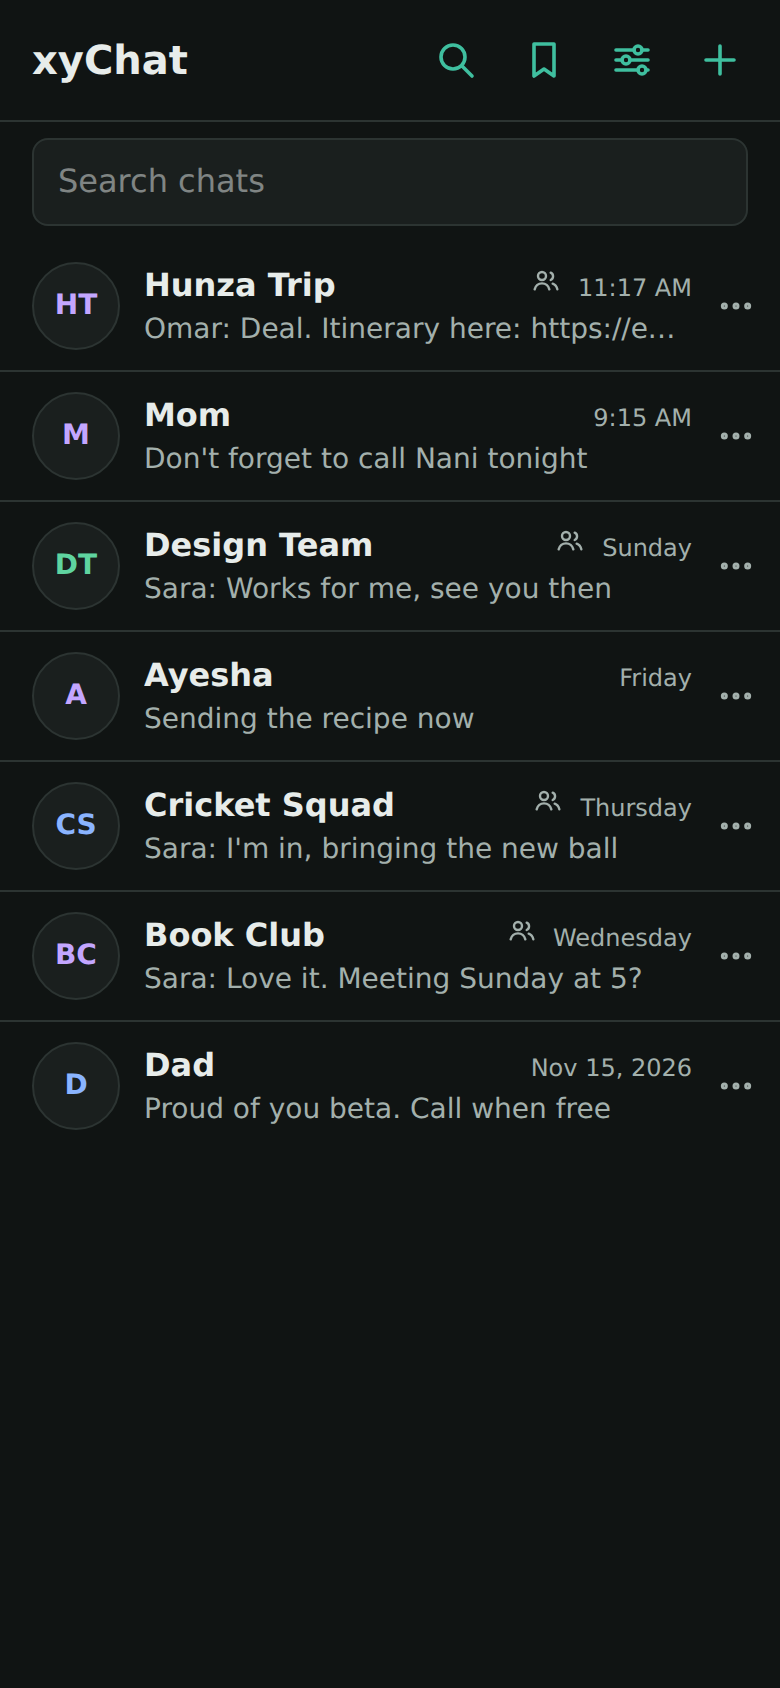 xyChat
Search chats
HT
Hunza Trip
11:17 AM
Omar: Deal. Itinerary here: https://e...
M
Mom
9:15 AM
Don't forget to call Nani tonight
DT
Design Team
Sunday
Sara: Works for me, see you then
A
Ayesha
Friday
Sending the recipe now
CS
Cricket Squad
Thursday
Sara: I'm in, bringing the new ball
BC
Book Club
Wednesday
Sara: Love it. Meeting Sunday at 5?
D
Dad
Nov 15, 2026
Proud of you beta. Call when free